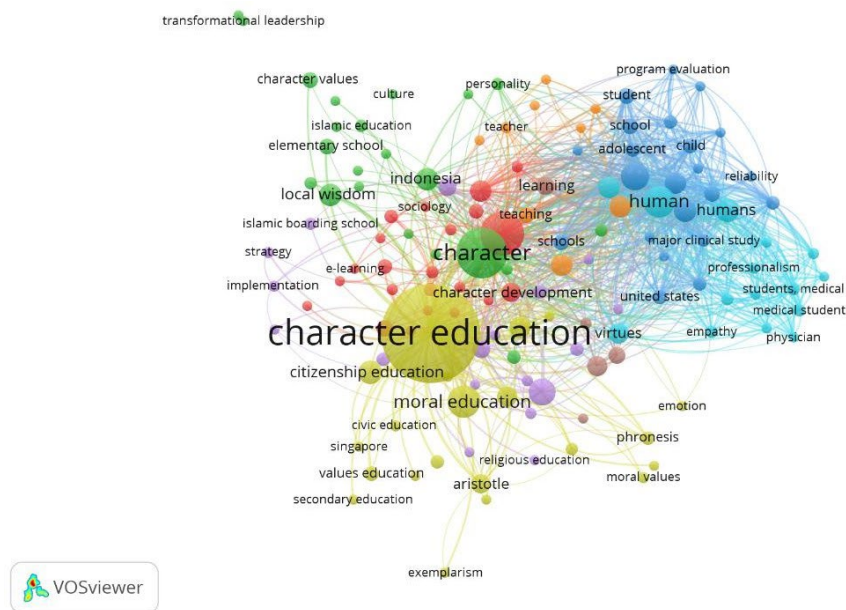 transformational leadership
character values
culture
personality
program evaluation
student
islamic education
teacher
school
elementary school
adolescent
child
indonesia
learning
reliability
local wisdom
human
humans
sociology
teaching
islamic boarding school
strategy
character
schools
major clinical study
e-learning
professionalism
implementation
character development
united states
students, medical
medical student
character education
virtues
empathy
physician
citizenship education
moral education
emotion
civic education
singapore
phronesis
values education
religious education
moral values
aristotle
secondary education
exemplarism
VOSviewer